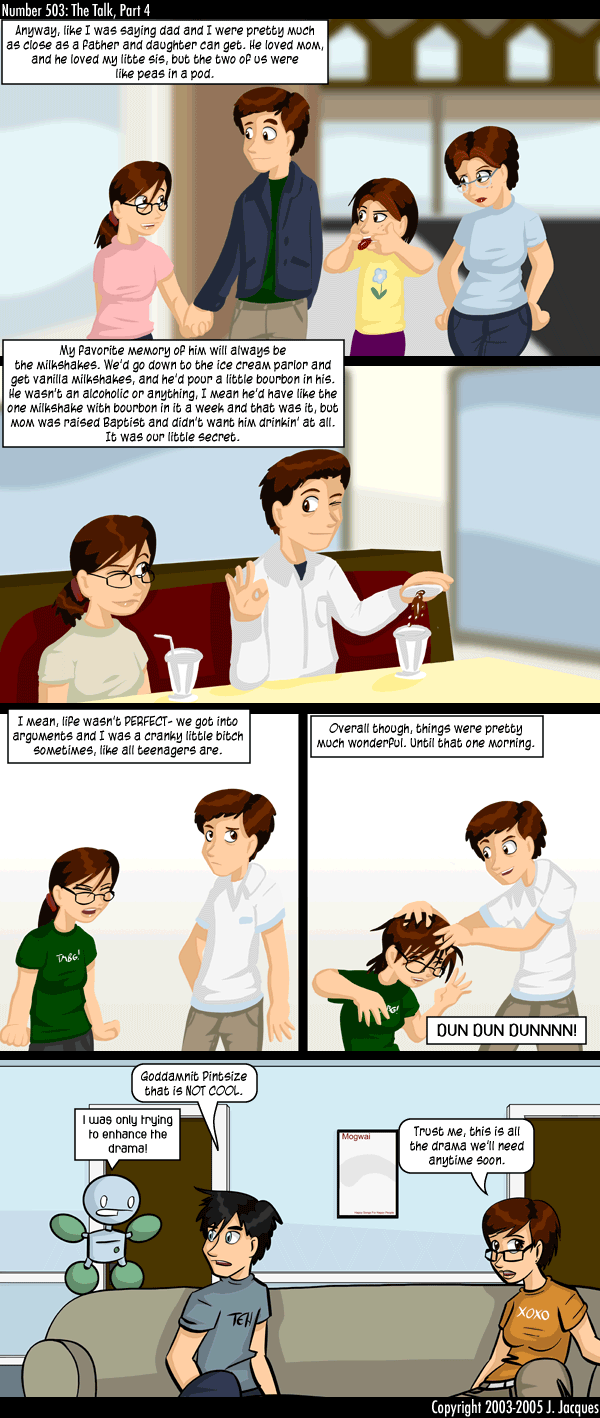 Number 503: The Talk, Part 4
Anyway, like I was saying dad and I were pretty much
as close as a father and daughter can get. He loved mom,
and he loved my litte sis, but the two of us were
like peas in a pod.
My favorite memory of him will always be
the milkshakes. We'd go down to the ice cream parlor and
get vanilla milkshakes, and he'd pour a little bourbon in his.
He wasn't an alcoholic or anything, I mean he'd have like the
one milkshake with bourbon in it a week and that was it, but
mom was raised Baptist and didn't want him drinkin' at all.
It was our little secret.
I mean, life wasn't PERFECT- we got into
arguments and I was a cranky little bitch
sometimes, like all teenagers are.
TABG!
Overall though, things were pretty
much wonderful. Until that one morning.
BG!
DUN DUN DUNNNN!
Goddamnit Pintsize
that is NOT COOL.
I was only trying
to enhance the
drama!
Mogwai
Trust me, this is all
the drama we'll need
anytime soon.
TEH
XOXO
Copyright 2003-2005 J. Jacques